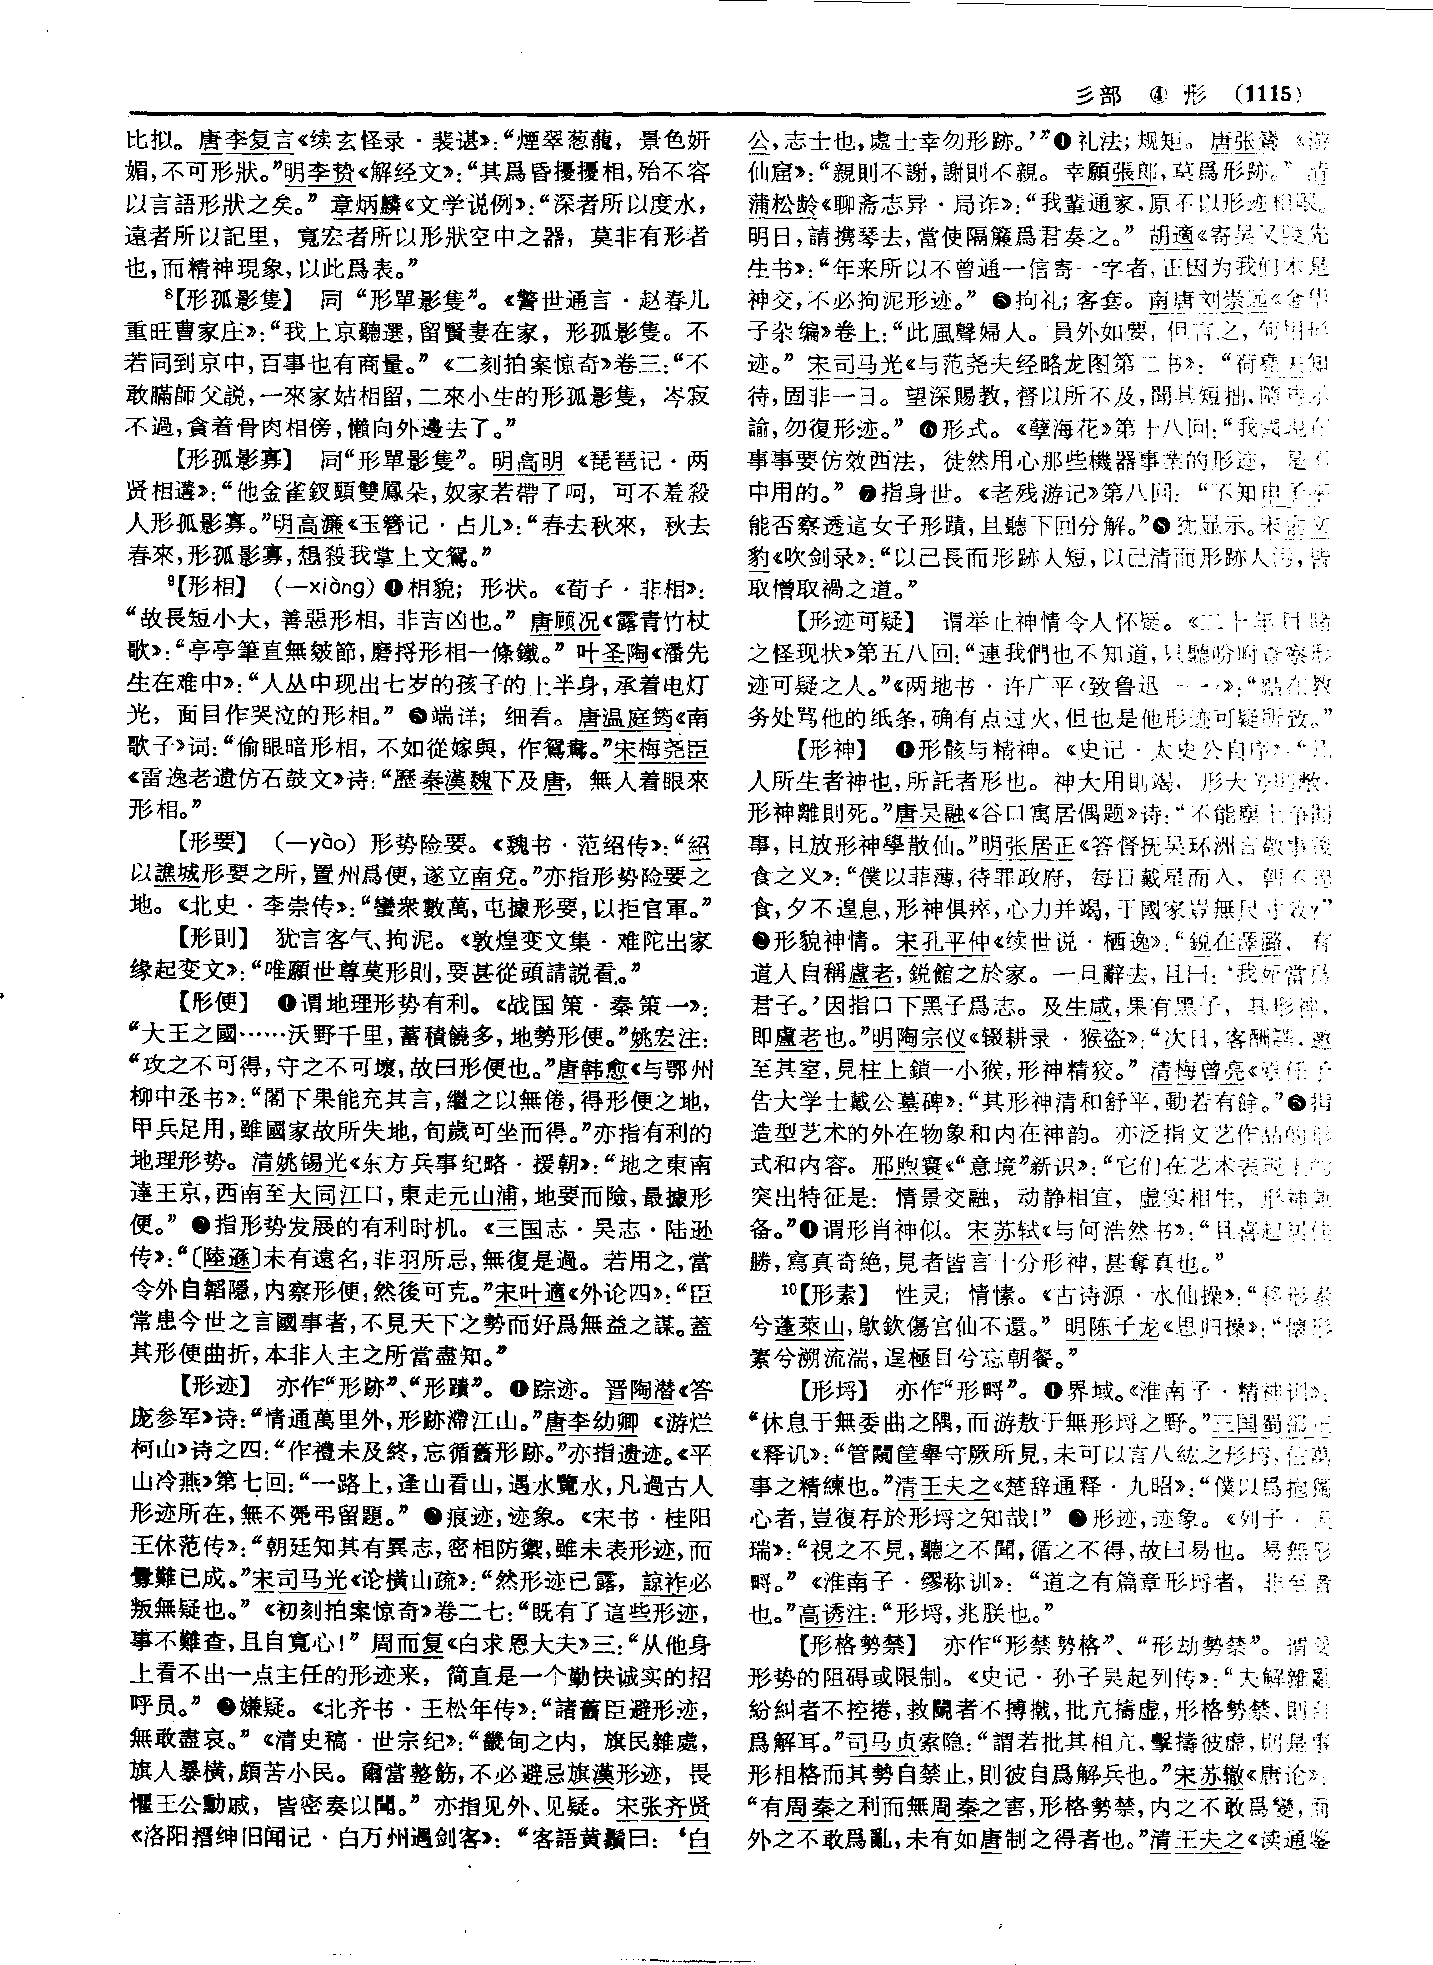 彡部 ④ 形 (1115)
比拟。唐李复言《续玄怪录·裴谌》：“煙翠葱蘢，景色妍
媚，不可形狀。”明李贽《解经文》：“其爲昏擾擾相，殆不容
以言語形狀之矣。” 章炳麟《文学说例》：“深者所以度水，
遠者所以記里，寬宏者所以形狀空中之器，莫非有形者
也，而精神現象，以此爲表。”
⁸【形孤影隻】 同“形單影隻”。《警世通言·赵春儿
重旺曹家庄》：“我上京聽選，留賢妻在家，形孤影隻。不
若同到京中，百事也有商量。”《二刻拍案惊奇》卷三：“不
敢瞞師父説，一來家姑相留，二來小生的形孤影隻，岑寂
不過，貪着骨肉相傍，懶向外邊去了。”
【形孤影寡】 同“形單影隻”。明高明《琵琶记·两
贤相遘》：“他金雀釵頭雙鳳朵，奴家若帶了呵，可不羞殺
人形孤影寡。”明高濂《玉簪记·占儿》：“春去秋來，秋去
春來，形孤影寡，想殺我掌上文鴛。”
⁹【形相】 （—xiàng）❶相貌；形状。《荀子·非相》：
“故長短小大，善惡形相，非吉凶也。” 唐顾况《露青竹杖
歌》：“亭亭筆直無皴節，磨捋形相一條鐵。” 叶圣陶《潘先
生在难中》：“人丛中现出七岁的孩子的上半身，承着电灯
光，面目作哭泣的形相。” ❷端详；细看。唐温庭筠《南
歌子》词：“偷眼暗形相，不如從嫁與，作鴛鴦。”宋梅尧臣
《雷逸老遺仿石鼓文》诗：“歷秦漢魏下及唐，無人着眼來
形相。”
【形要】 （—yào）形势险要。《魏书·范绍传》：“紹
以譙城形要之所，置州爲便，遂立南兗。”亦指形势险要之
地。《北史·李崇传》：“蠻衆數萬，屯據形要，以拒官軍。”
【形則】 犹言客气、拘泥。《敦煌变文集·难陀出家
缘起变文》：“唯願世尊莫形則，要甚從頭請説看。”
【形便】 ❶谓地理形势有利。《战国策·秦策一》：
“大王之國……沃野千里，蓄積饒多，地勢形便。”姚宏注：
“攻之不可得，守之不可壞，故曰形便也。”唐韩愈《与鄂州
柳中丞书》：“閣下果能充其言，繼之以無倦，得形便之地，
甲兵足用，雖國家故所失地，旬歲可坐而得。”亦指有利的
地理形势。清姚锡光《东方兵事纪略·援朝》：“地之東南
達王京，西南至大同江口，東走元山浦，地要而險，最據形
便。” ❷指形势发展的有利时机。《三国志·吴志·陆逊
传》：“〔陸遜〕未有遠名，非羽所忌，無復是過。若用之，當
令外自韜隱，内察形便，然後可克。”宋叶適《外论四》：“臣
常患今世之言國事者，不見天下之勢而好爲無益之謀。蓋
其形便曲折，本非人主之所當盡知。”
【形迹】 亦作“形跡”、“形蹟”。❶踪迹。晋陶潜《答
庞参军》诗：“情通萬里外，形跡滯江山。”唐李幼卿《游烂
柯山》诗之四：“作禮未及終，忘循舊形跡。”亦指遗迹。《平
山冷燕》第七回：“一路上，逢山看山，遇水覽水，凡過古人
形迹所在，無不憑弔留題。” ❷痕迹，迹象。《宋书·桂阳
王休范传》：“朝廷知其有異志，密相防禦，雖未表形迹，而
釁難已成。”宋司马光《论横山疏》：“然形迹已露，諒祚必
叛無疑也。”《初刻拍案惊奇》卷二七：“既有了這些形迹，
事不難查，且自寬心！” 周而复《白求恩大夫》三：“从他身
上看不出一点主任的形迹来，简直是一个勤快诚实的招
呼员。” ❸嫌疑。《北齐书·王松年传》：“諸舊臣避形迹，
無敢盡哀。”《清史稿·世宗纪》：“畿甸之内，旗民雜處，
旗人暴横，頗苦小民。爾當整飭，不必避忌旗漢形迹，畏
懼王公勳戚，皆密奏以聞。” 亦指见外、见疑。宋张齐贤
《洛阳搢绅旧闻记·白万州遇剑客》：“客語黄鬚曰：‘白
公，志士也，處士幸勿形跡。’”❹礼法；规矩。唐张鷟《游
仙窟》：“親則不謝，謝則不親。幸願張郎，莫爲形跡。”清
蒲松龄《聊斋志异·局诈》：“我輩通家，原不以形迹相限。
明日，請携琴去，當使隔簾爲君奏之。” 胡適《寄吴又陵先
生书》：“年来所以不曾通一信寄一字者，正因为我们本是
神交，不必拘泥形迹。” ❺拘礼；客套。南唐刘崇远《金华
子杂编》卷上：“此風聲婦人。員外如要，但言之，何用形
迹。” 宋司马光《与范尧夫经略龙图第二书》：“荷堯夫知
待，固非一日。望深賜教，督以所不及，聞其短拙，隨事示
諭，勿復形迹。” ❻形式。《孽海花》第十八回：“我國現在
事事要仿效西法，徒然用心那些機器事業的形迹，是不
中用的。” ❼指身世。《老残游记》第八回：“不知申子平
能否察透這女子形蹟，且聽下回分解。”❽犹显示。宋俞文
豹《吹剑录》：“以己長而形跡人短，以己清而形跡人污，皆
取憎取禍之道。”
【形迹可疑】 谓举止神情令人怀疑。《二十年目睹
之怪现状》第五八回：“連我們也不知道，只聽吩咐查察形
迹可疑之人。”《两地书·许广平〈致鲁迅 〉》：“贴在教
务处骂他的纸条，确有点过火，但也是他形迹可疑所致。”
【形神】 ❶形骸与精神。《史记·太史公自序》：“凡
人所生者神也，所託者形也。神大用則竭，形大勞則敝，
形神離則死。”唐吴融《谷口寓居偶题》诗：“不能塵土争閑
事，且放形神學散仙。”明张居正《答督抚吴环洲言敬事後
食之义》：“僕以菲薄，待罪政府，每日戴星而入，朝不遑
食，夕不遑息，形神俱瘁，心力并竭，于國家豈無尺寸效？”
❷形貌神情。宋孔平仲《续世说·栖逸》：“鋭在澤潞，有
道人自稱盧老，鋭館之於家。一旦辭去，且曰：‘我死當爲
君子。’因指口下黑子爲志。及生咸，果有黑子，其形神，
即盧老也。”明陶宗仪《辍耕录·猴盗》：“次日，客酬謝，邀
至其室，見柱上鎖一小猴，形神精狡。” 清梅曾亮《
告大学士戴公墓碑》：“其形神清和舒平，動若有餘。”❸指
造型艺术的外在物象和内在神韵。亦泛指文艺作品的形
式和内容。邢煦寰《“意境”新识》：“它们在艺术表现上的
突出特征是：情景交融，动静相宜，虚实相生，形神兼
备。”❹谓形肖神似。宋苏轼《与何浩然书》：“且喜起居佳
勝，寫真奇絶，見者皆言十分形神，甚奪真也。”
¹⁰【形素】 性灵；情愫。《古诗源·水仙操》：“移形素
兮蓬萊山，歍欽傷宫仙不還。” 明陈子龙《思归操》：“懷形
素兮溯流湍，逞極目兮忘朝餐。”
【形埒】 亦作“形畤”。❶界域。《淮南子·精神训》：
“休息于無委曲之隅，而游敖于無形埒之野。”三国蜀郤正
《释讥》：“管闚筐舉守厥所見，未可以言八紘之形埒，信萬
事之精練也。”清王夫之《楚辞通释·九昭》：“僕以爲抱獨
心者，豈復存於形埒之知哉！” ❷形迹，迹象。《列子·天
瑞》：“視之不見，聽之不聞，循之不得，故曰易也。易無形
畤。”《淮南子·缪称训》：“道之有篇章形埒者，非至者
也。”高诱注：“形埒，兆朕也。”
【形格勢禁】 亦作“形禁勢格”、“形劫勢禁”。谓受
形势的阻碍或限制。《史记·孙子吴起列传》：“夫解雜亂
紛糾者不控捲，救鬭者不搏撠，批亢擣虚，形格勢禁，則自
爲解耳。”司马贞索隐：“謂若批其相亢，擊擣彼虚，則是事
形相格而其勢自禁止，則彼自爲解兵也。”宋苏辙《唐论》：
“有周秦之利而無周秦之害，形格勢禁，内之不敢爲變，而
外之不敢爲亂，未有如唐制之得者也。”清王夫之《读通鉴